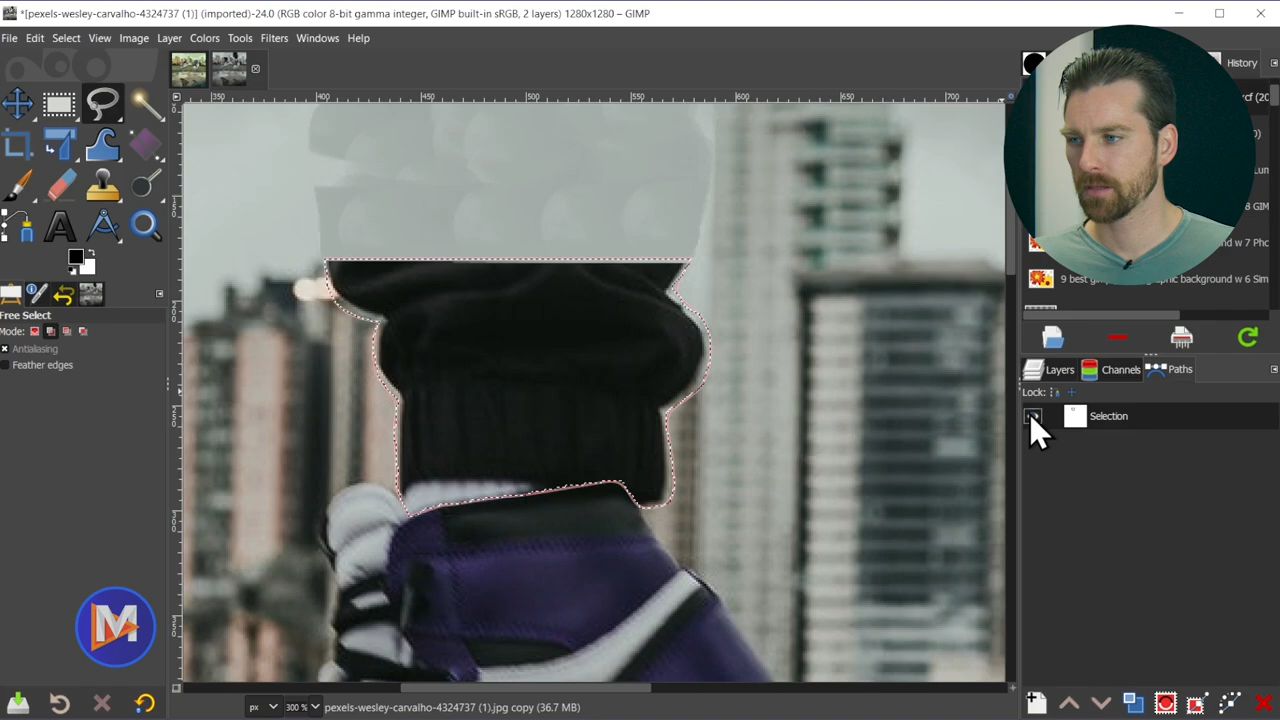 *[pexels-wesley-carvalho-4324737 (1)] (imported)-24.0 (RGB color 8-bit gamma integer, GIMP built-in sRGB, 2 layers) 1280x1280 – GIMP
File Edit Select View Image Layer Colors Tools Filters Windows Help
History
350 400 450 500 550 600 650 700
Free Select
Mode:
Antialiasing
Feather edges
9 best gi
Layers Channels Paths
Lock:
Selection
M
px 300 % pexels-wesley-carvalho-4324737 (1).jpg copy (36.7 MB)